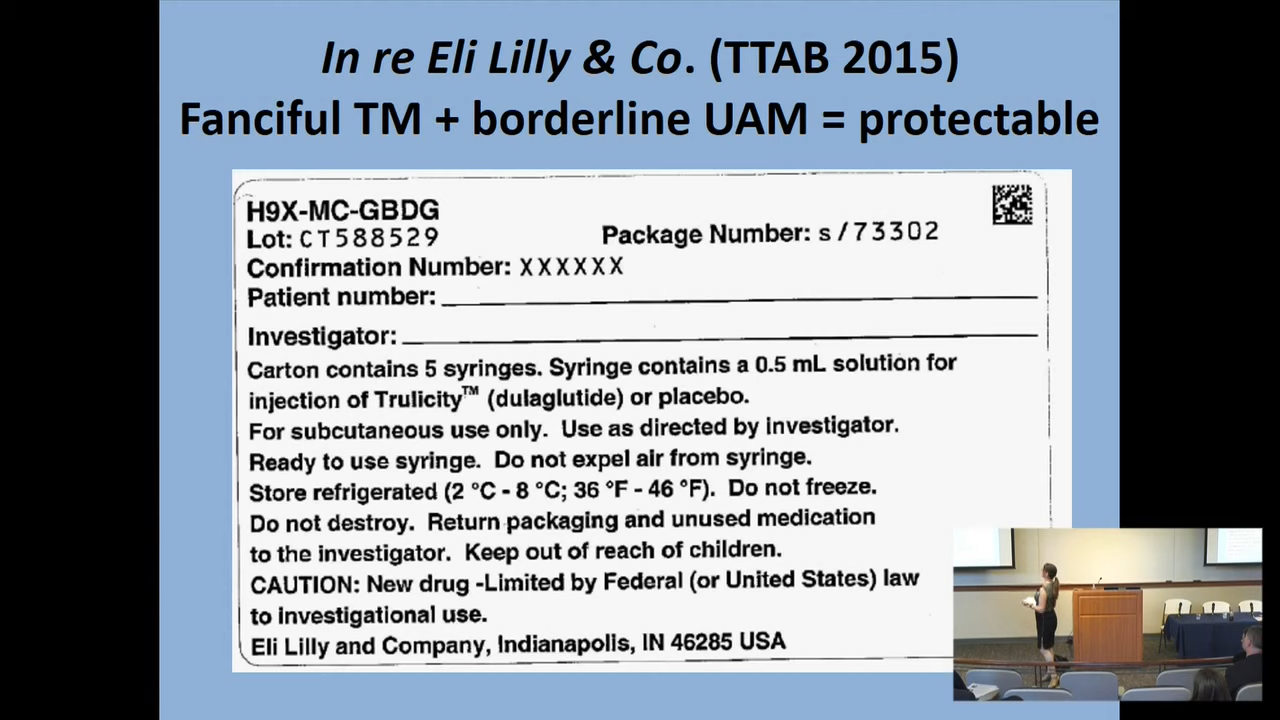 In re Eli Lilly & Co. (TTAB 2015)
Fanciful TM + borderline UAM = protectable
H9X-MC-GBDG
Lot: CT588529
Package Number: s/73302
Confirmation Number: XXXXXX
Patient number:
Investigator:
Carton contains 5 syringes. Syringe contains a 0.5 mL solution for
injection of Trulicity™ (dulaglutide) or placebo.
For subcutaneous use only. Use as directed by investigator.
Ready to use syringe. Do not expel air from syringe.
Store refrigerated (2 °C - 8 °C; 36 °F - 46 °F). Do not freeze.
Do not destroy. Return packaging and unused medication
to the investigator. Keep out of reach of children.
CAUTION: New drug -Limited by Federal (or United States) law
to investigational use.
Eli Lilly and Company, Indianapolis, IN 46285 USA